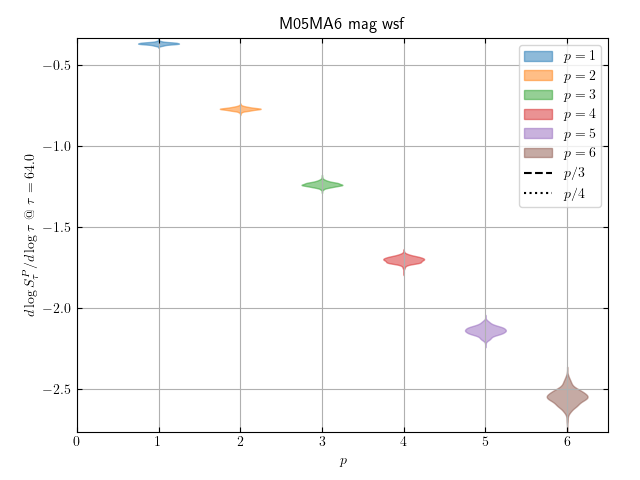 M05MA6 mag wsf
d log S_τ^P / d log τ @ τ = 64.0
−0.5
−1.0
−1.5
−2.0
−2.5
0 1 2 3 4 5 6
p
p = 1
p = 2
p = 3
p = 4
p = 5
p = 6
p/3
p/4